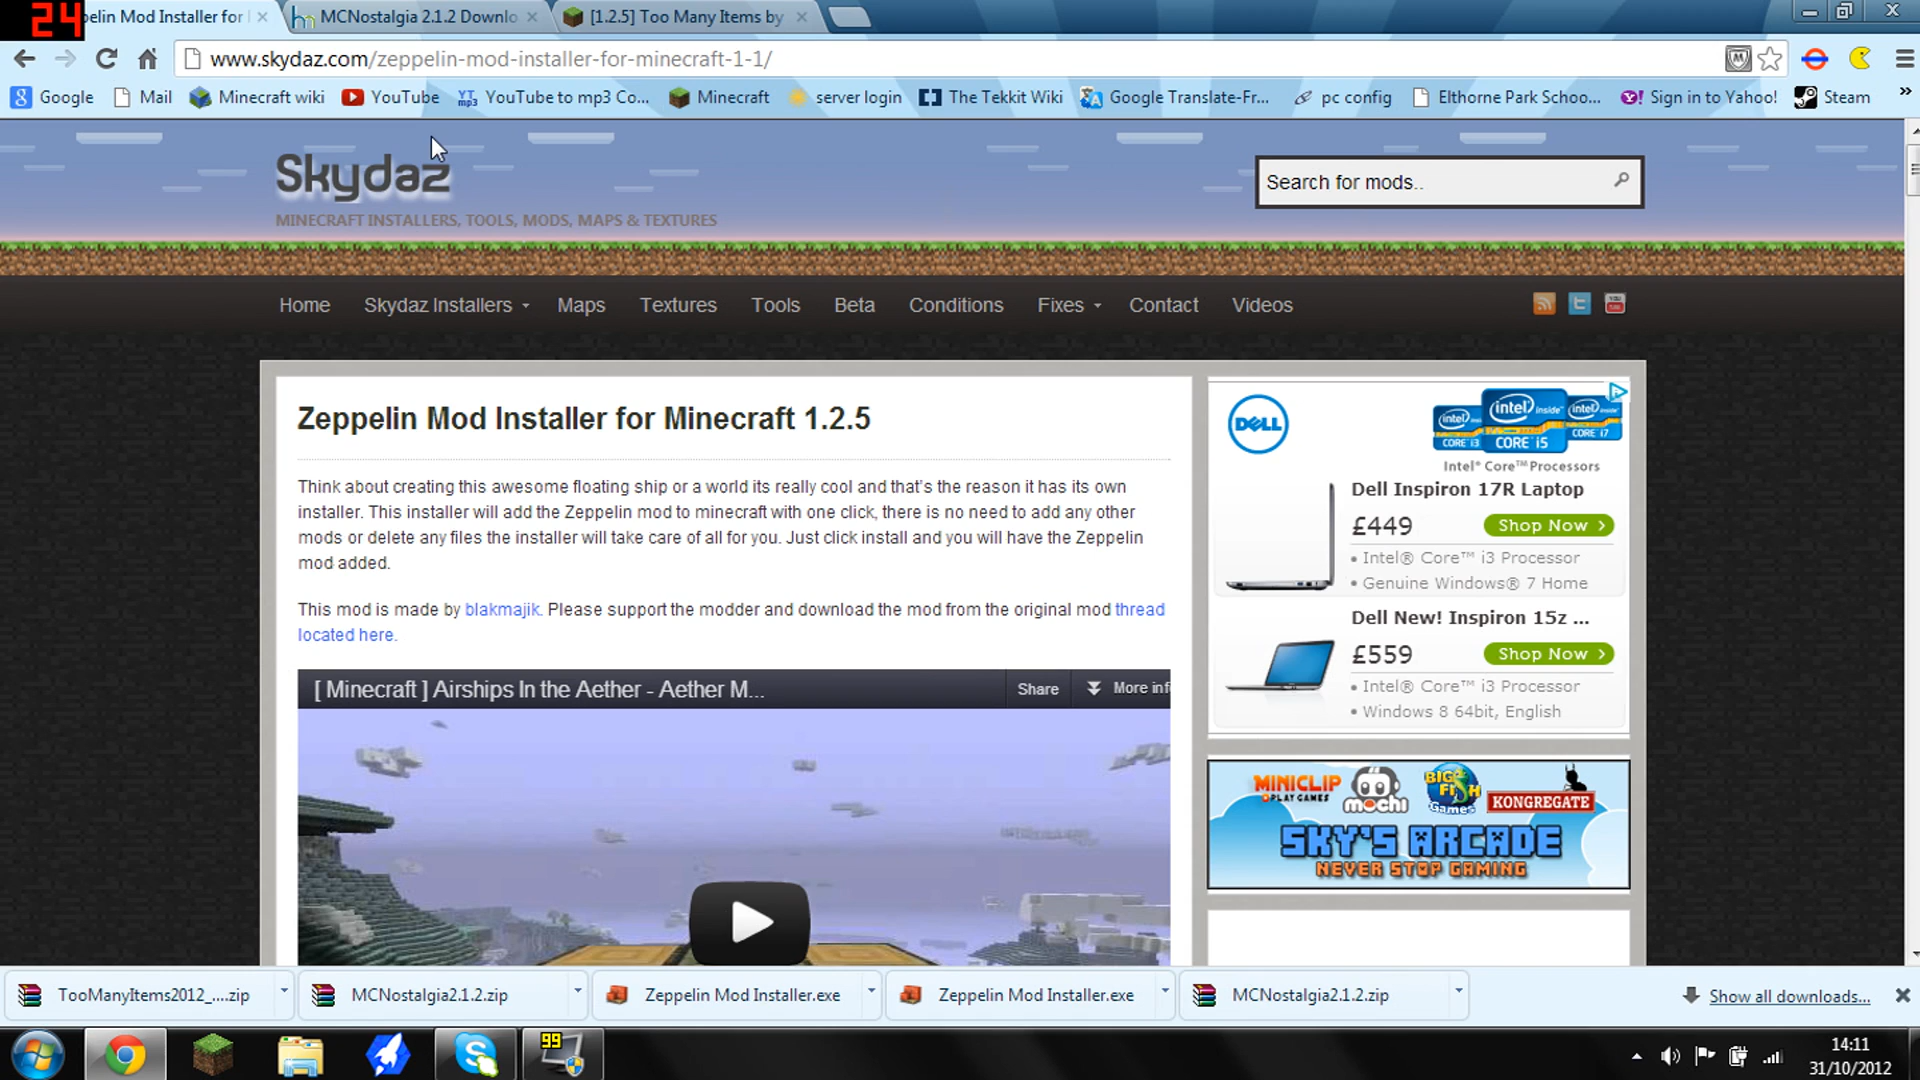 24
pelin Mod Installer for
MCNostalgia 2.1.2 Downlo
[1.2.5] Too Many Items by
www.skydaz.com/zeppelin-mod-installer-for-minecraft-1-1/
Google
Mail
Minecraft wiki
YouTube
YouTube to mp3 Co...
Minecraft
server login
The Tekkit Wiki
Google Translate-Fr...
pc config
Elthorne Park Schoo...
Sign in to Yahoo!
Steam
»
Skydaz
MINECRAFT INSTALLERS, TOOLS, MODS, MAPS & TEXTURES
Search for mods..
Home
Skydaz Installers
Maps
Textures
Tools
Beta
Conditions
Fixes
Contact
Videos
Zeppelin Mod Installer for Minecraft 1.2.5
Think about creating this awesome floating ship or a world its really cool and that's the reason it has its own
installer. This installer will add the Zeppelin mod to minecraft with one click, there is no need to add any other
mods or delete any files the installer will take care of all for you. Just click install and you will have the Zeppelin
mod added.
This mod is made by blakmajik. Please support the modder and download the mod from the original mod thread
located here.
[ Minecraft ] Airships In the Aether - Aether M...
Share
More inf
DELL
intel inside
CORE i3
intel inside
CORE i5
intel inside
CORE i7
Intel® Core™ Processors
Dell Inspiron 17R Laptop
£449
Shop Now >
• Intel® Core™ i3 Processor
• Genuine Windows® 7 Home
Dell New! Inspiron 15z ...
£559
Shop Now >
• Intel® Core™ i3 Processor
• Windows 8 64bit, English
MINICLIP
PLAY GAMES
mochi
BIG FISH
Games
KONGREGATE
SKY'S ARCADE
NEVER STOP GAMING
TooManyItems2012_....zip
MCNostalgia2.1.2.zip
Zeppelin Mod Installer.exe
Zeppelin Mod Installer.exe
MCNostalgia2.1.2.zip
Show all downloads...
99
14:11
31/10/2012